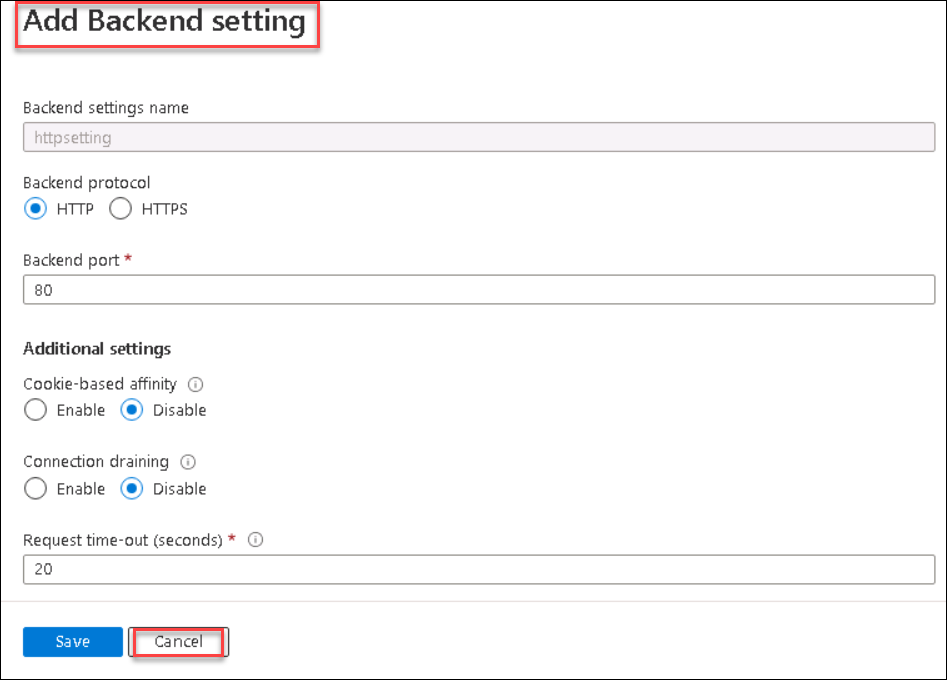 Add Backend setting
Backend settings name
httpsetting
Backend protocol
HTTP HTTPS
Backend port *
80
Additional settings
Cookie-based affinity
Enable Disable
Connection draining
Enable Disable
Request time-out (seconds) *
20
Save Cancel